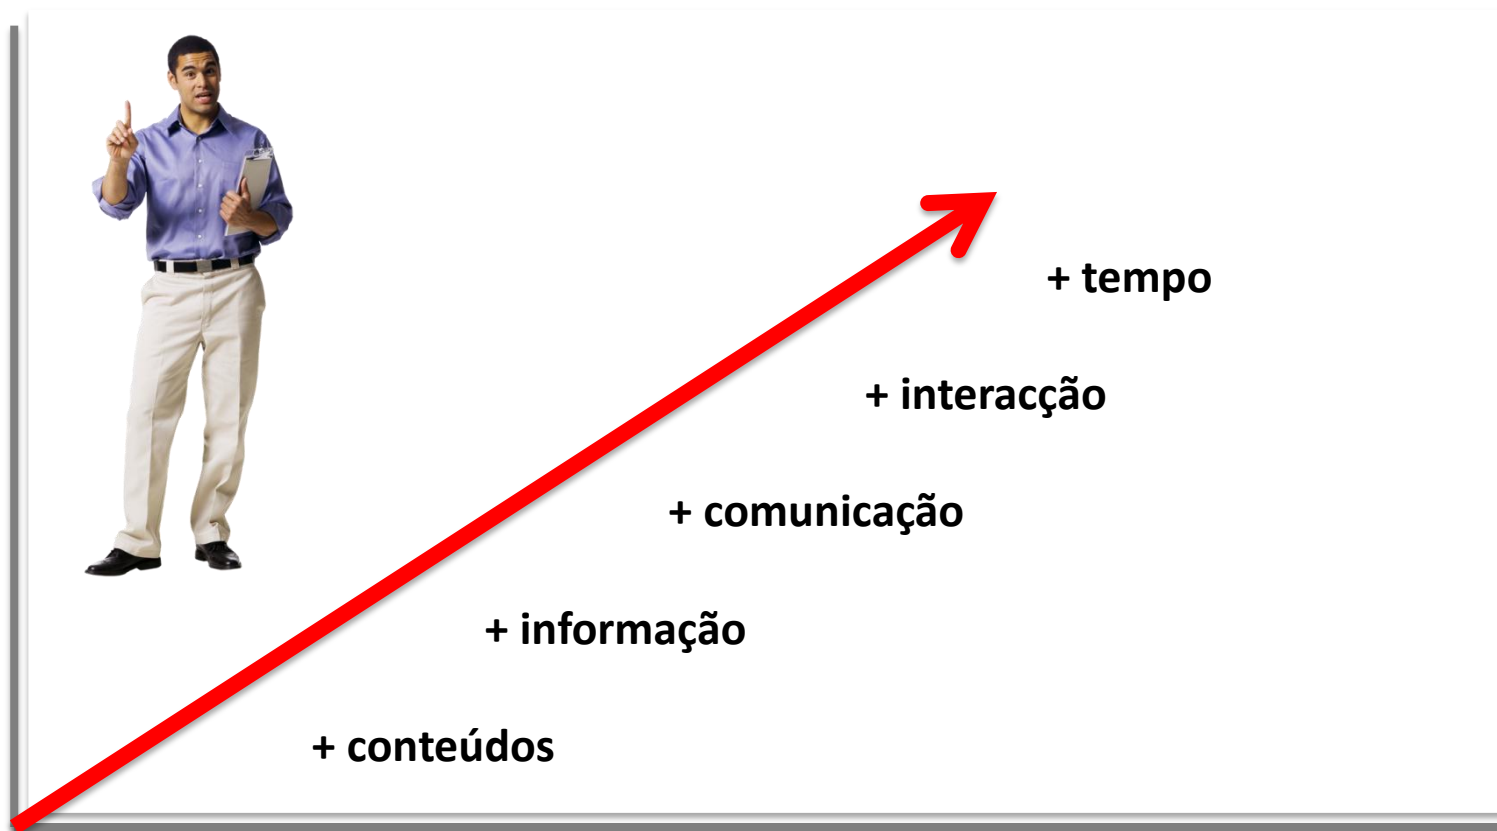 + tempo
+ interacção
+ comunicação
+ informação
+ conteúdos